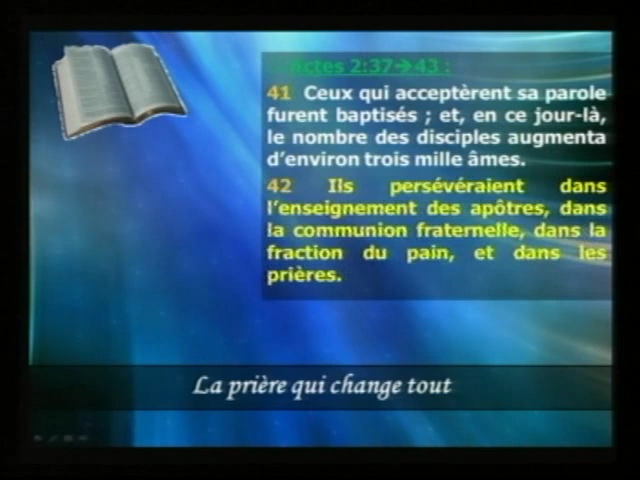 Actes 2:37→43 :
41 Ceux qui acceptèrent sa parole
furent baptisés ; et, en ce jour-là,
le nombre des disciples augmenta
d'environ trois mille âmes.
42 Ils persévéraient dans
l'enseignement des apôtres, dans
la communion fraternelle, dans la
fraction du pain, et dans les
prières.
La prière qui change tout